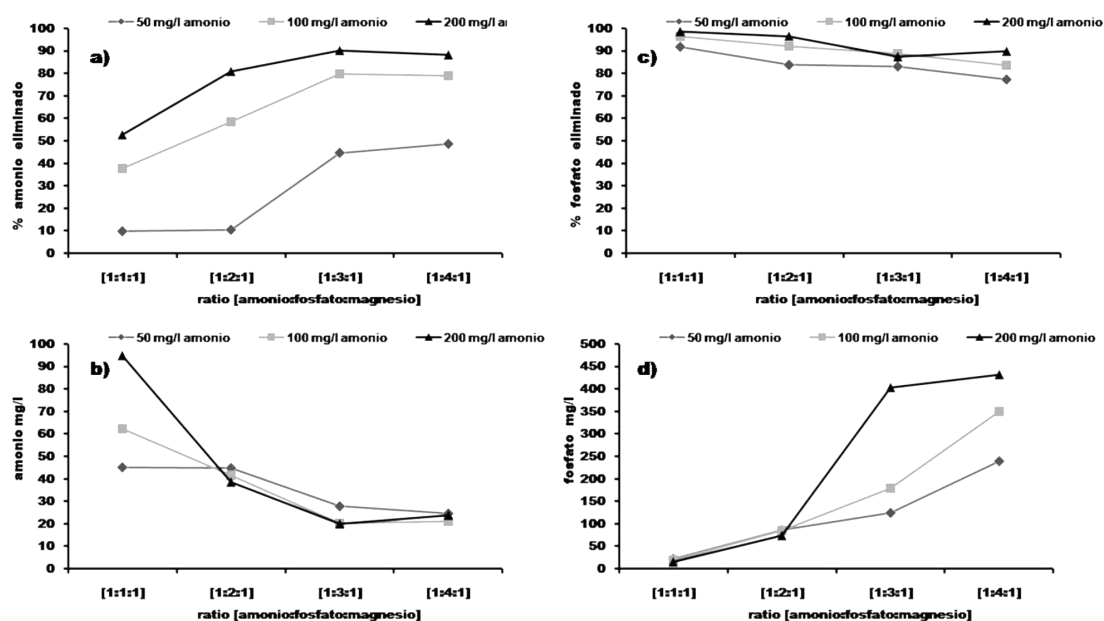 50 mg/l amonio 100 mg/l amonio 200 mg/l a
a)
% amonio eliminado
100
90
80
70
60
50
40
30
20
10
0
[1:1:1] [1:2:1] [1:3:1] [1:4:1]
ratio [amonio:fosfato:magnesio]
50 mg/l amonio 100 mg/l amonio 200 mg/l amonio
c)
% fosfato eliminado
100
90
80
70
60
50
40
30
20
10
0
[1:1:1] [1:2:1] [1:3:1] [1:4:1]
ratio [amonio:fosfato:magnesio]
50 mg/l amonio 100 mg/l amonio 200 mg/l amonio
b)
amonio mg/l
100
90
80
70
60
50
40
30
20
10
0
[1:1:1] [1:2:1] [1:3:1] [1:4:1]
ratio [amonio:fosfato:magnesio]
50 mg/l amonio 100 mg/l amonio 200 mg/l amonio
d)
fosfato mg/l
500
450
400
350
300
250
200
150
100
50
0
[1:1:1] [1:2:1] [1:3:1] [1:4:1]
ratio [amonio:fosfato:magnesio]